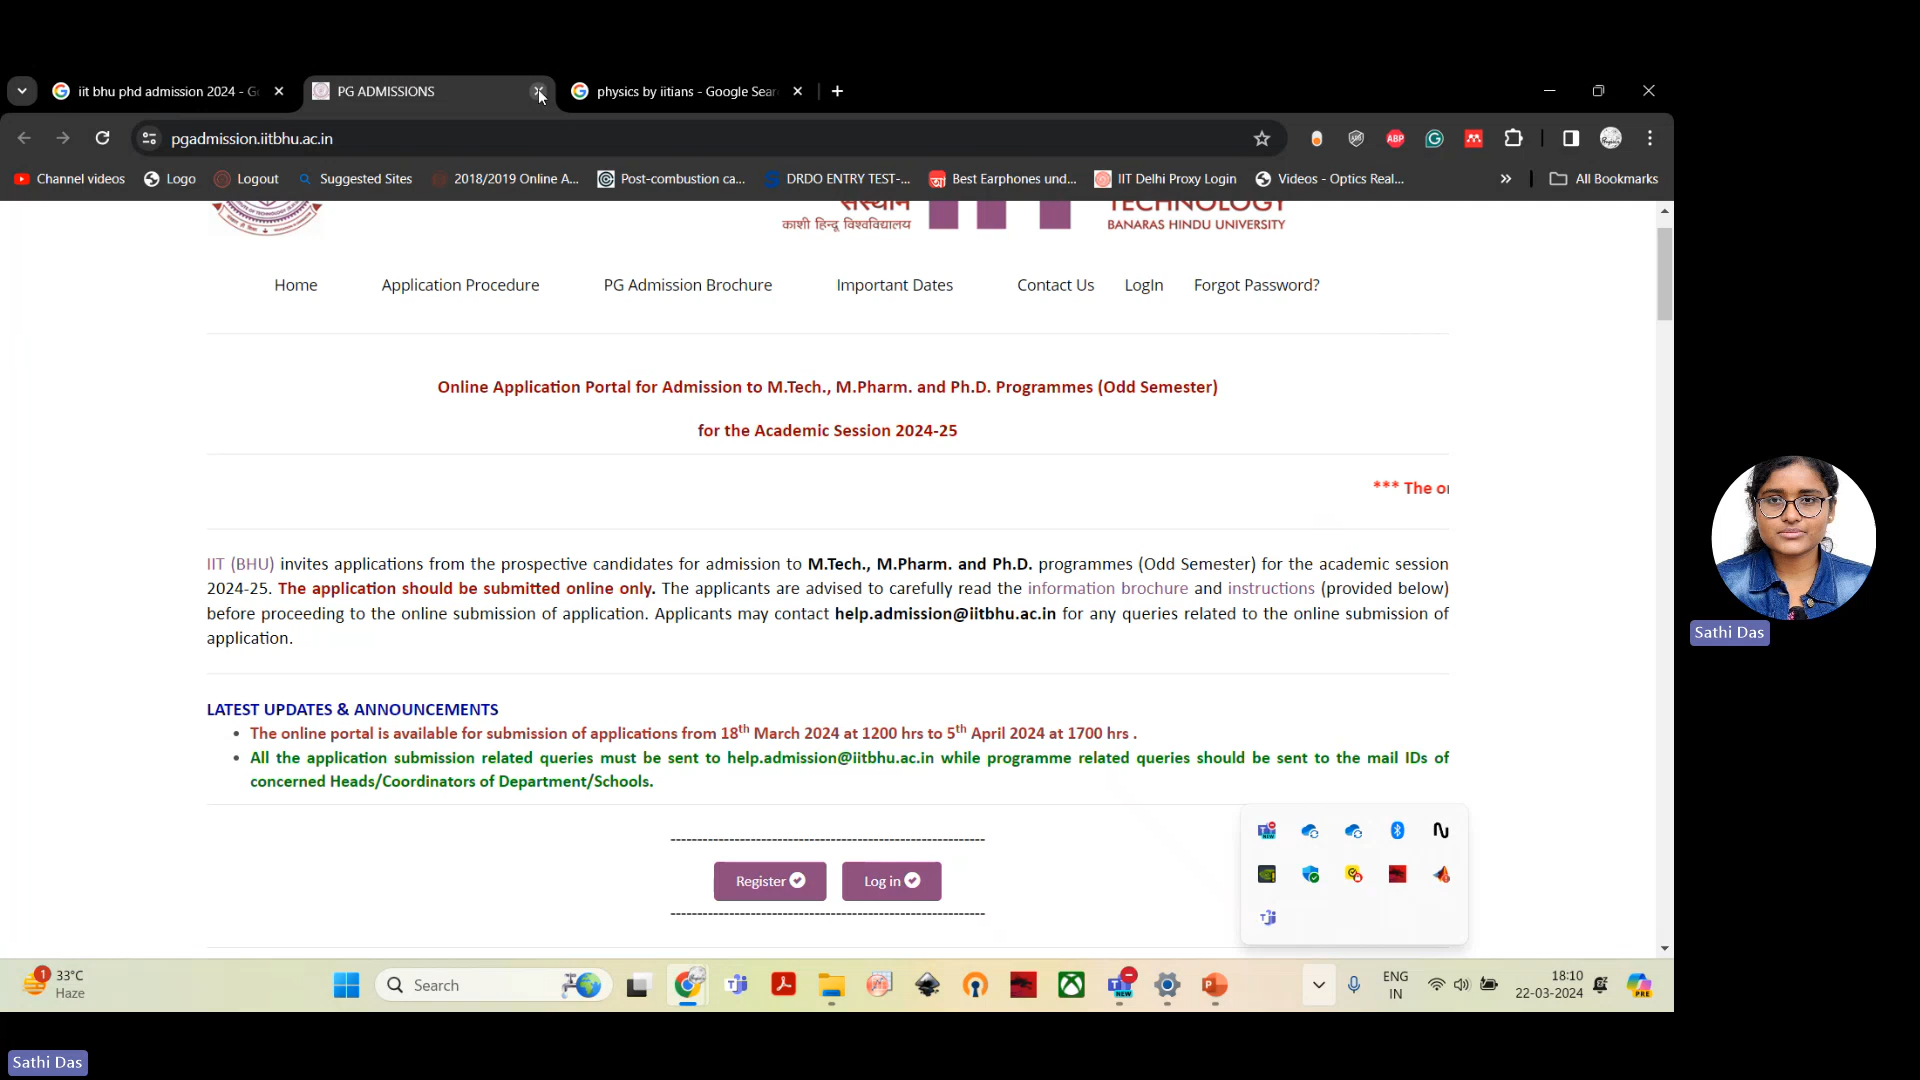 iit bhu phd admission 2024 - G
PG ADMISSIONS
physics by iitians - Google Sear
pgadmission.iitbhu.ac.in
ABP
Channel videos
Logo
Logout
Suggested Sites
2018/2019 Online A...
Post-combustion ca...
DRDO ENTRY TEST-...
Best Earphones und...
IIT Delhi Proxy Login
Videos - Optics Real...
»
All Bookmarks
संस्थान
काशी हिन्दू विश्वविद्यालय
TECHNOLOGY
BANARAS HINDU UNIVERSITY
Home
Application Procedure
PG Admission Brochure
Important Dates
Contact Us
LogIn
Forgot Password?
Online Application Portal for Admission to M.Tech., M.Pharm. and Ph.D. Programmes (Odd Semester)
for the Academic Session 2024-25
*** The
IIT (BHU) invites applications from the prospective candidates for admission to M.Tech., M.Pharm. and Ph.D. programmes (Odd Semester) for the academic session
2024-25. The application should be submitted online only. The applicants are advised to carefully read the information brochure and instructions (provided below)
before proceeding to the online submission of application. Applicants may contact help.admission@iitbhu.ac.in for any queries related to the online submission of
application.
LATEST UPDATES & ANNOUNCEMENTS
• The online portal is available for submission of applications from 18th March 2024 at 1200 hrs to 5th April 2024 at 1700 hrs .
• All the application submission related queries must be sent to help.admission@iitbhu.ac.in while programme related queries should be sent to the mail IDs of
concerned Heads/Coordinators of Department/Schools.
--------------------------------------------------------
Register
Log in
--------------------------------------------------------
Sathi Das
1
33°C
Haze
Search
NEW
ENG
IN
18:10
22-03-2024
PRE
Sathi Das